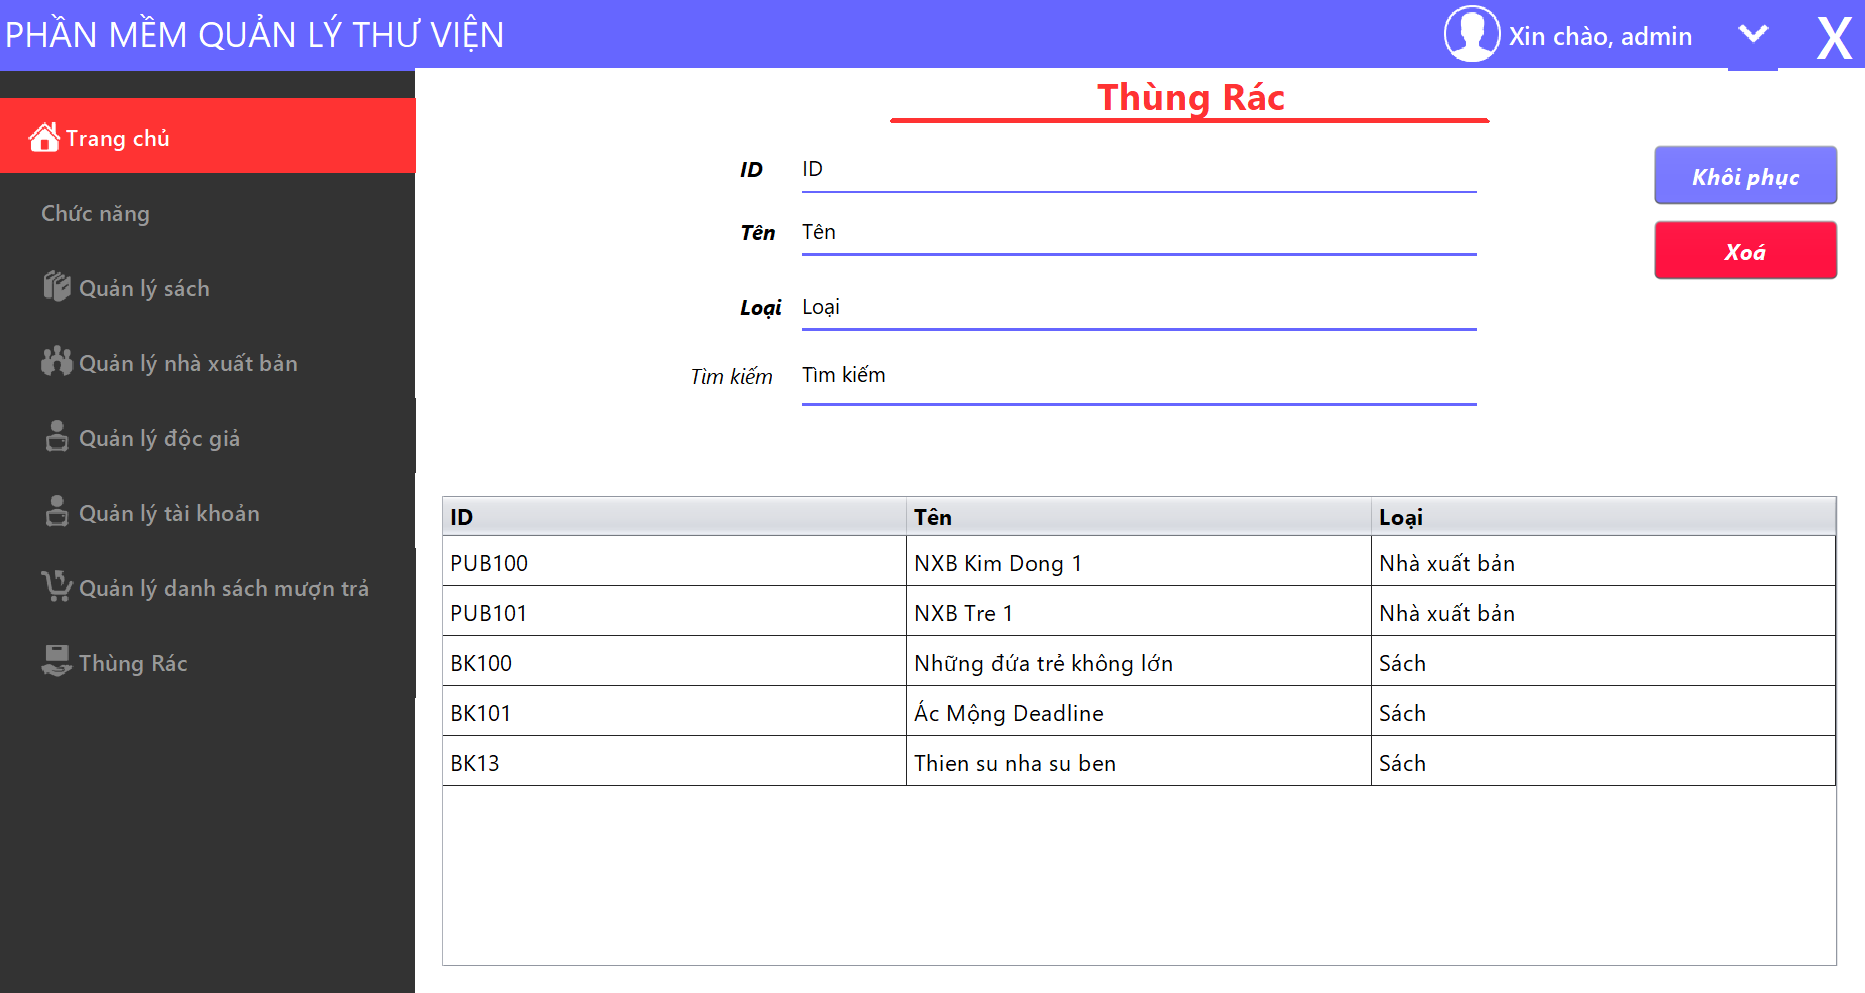 PHẦN MỀM QUẢN LÝ THƯ VIỆN
Xin chào, admin
X
Trang chủ
Chức năng
Quản lý sách
Quản lý nhà xuất bản
Quản lý độc giả
Quản lý tài khoản
Quản lý danh sách mượn trả
Thùng Rác
Thùng Rác
ID ID
Tên Tên
Loại Loại
Tìm kiếm Tìm kiếm
Khôi phục
Xoá
ID Tên Loại
PUB100 NXB Kim Dong 1 Nhà xuất bản
PUB101 NXB Tre 1 Nhà xuất bản
BK100 Những đứa trẻ không lớn Sách
BK101 Ác Mộng Deadline Sách
BK13 Thien su nha su ben Sách